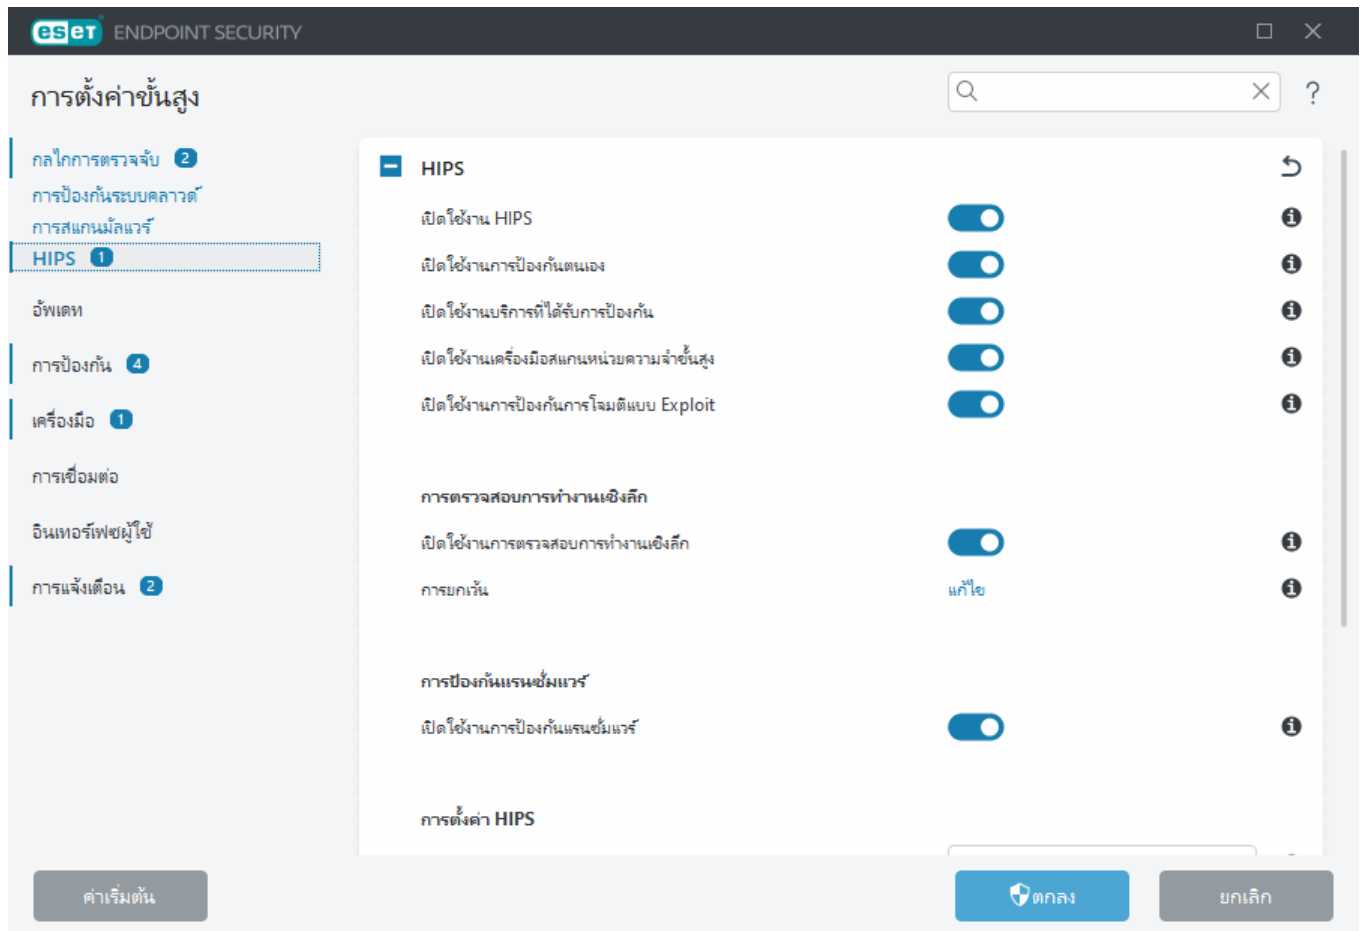 eset ENDPOINT SECURITY
การตั้งค่าขั้นสูง
?
กลไกการตรวจจับ 2
การป้องกันระบบคลาวด์
การสแกนมัลแวร์
HIPS 1
อัพเดท
การป้องกัน 4
เครื่องมือ 1
การเชื่อมต่อ
อินเทอร์เฟซผู้ใช้
การแจ้งเตือน 2
HIPS
เปิดใช้งาน HIPS
เปิดใช้งานการป้องกันตนเอง
เปิดใช้งานบริการที่ได้รับการป้องกัน
เปิดใช้งานเครื่องมือสแกนหน่วยความจำขั้นสูง
เปิดใช้งานการป้องกันการโจมตีแบบ Exploit
การตรวจสอบการทำงานเชิงลึก
เปิดใช้งานการตรวจสอบการทำงานเชิงลึก
การยกเว้น แก้ไข
การป้องกันแรนซั่มแวร์
เปิดใช้งานการป้องกันแรนซั่มแวร์
การตั้งค่า HIPS
ค่าเริ่มต้น
ตกลง
ยกเลิก